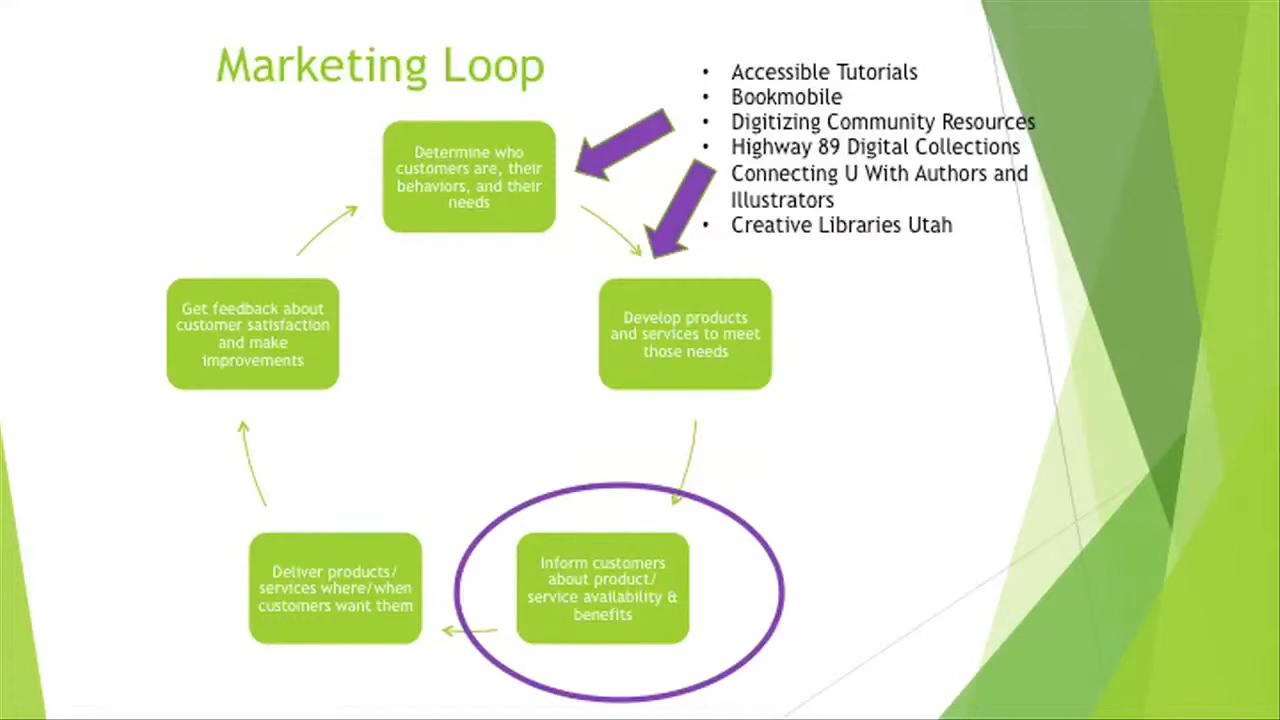 Marketing Loop
• Accessible Tutorials
• Bookmobile
• Digitizing Community Resources
• Highway 89 Digital Collections
• Connecting U With Authors and
Illustrators
• Creative Libraries Utah
Determine who
customers are, their
behaviors, and their
needs
Develop products
and services to meet
those needs
Inform customers
about product/
service availability &
benefits
Deliver products/
services where/when
customers want them
Get feedback about
customer satisfaction
and make
improvements